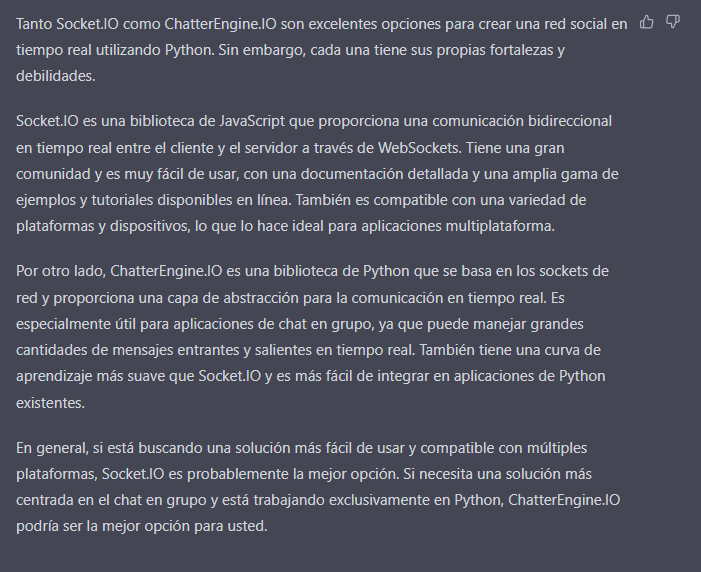 Tanto Socket.IO como ChatterEngine.IO son excelentes opciones para crear una red social en
tiempo real utilizando Python. Sin embargo, cada una tiene sus propias fortalezas y
debilidades.
Socket.IO es una biblioteca de JavaScript que proporciona una comunicación bidireccional
en tiempo real entre el cliente y el servidor a través de WebSockets. Tiene una gran
comunidad y es muy fácil de usar, con una documentación detallada y una amplia gama de
ejemplos y tutoriales disponibles en línea. También es compatible con una variedad de
plataformas y dispositivos, lo que lo hace ideal para aplicaciones multiplataforma.
Por otro lado, ChatterEngine.IO es una biblioteca de Python que se basa en los sockets de
red y proporciona una capa de abstracción para la comunicación en tiempo real. Es
especialmente útil para aplicaciones de chat en grupo, ya que puede manejar grandes
cantidades de mensajes entrantes y salientes en tiempo real. También tiene una curva de
aprendizaje más suave que Socket.IO y es más fácil de integrar en aplicaciones de Python
existentes.
En general, si está buscando una solución más fácil de usar y compatible con múltiples
plataformas, Socket.IO es probablemente la mejor opción. Si necesita una solución más
centrada en el chat en grupo y está trabajando exclusivamente en Python, ChatterEngine.IO
podría ser la mejor opción para usted.